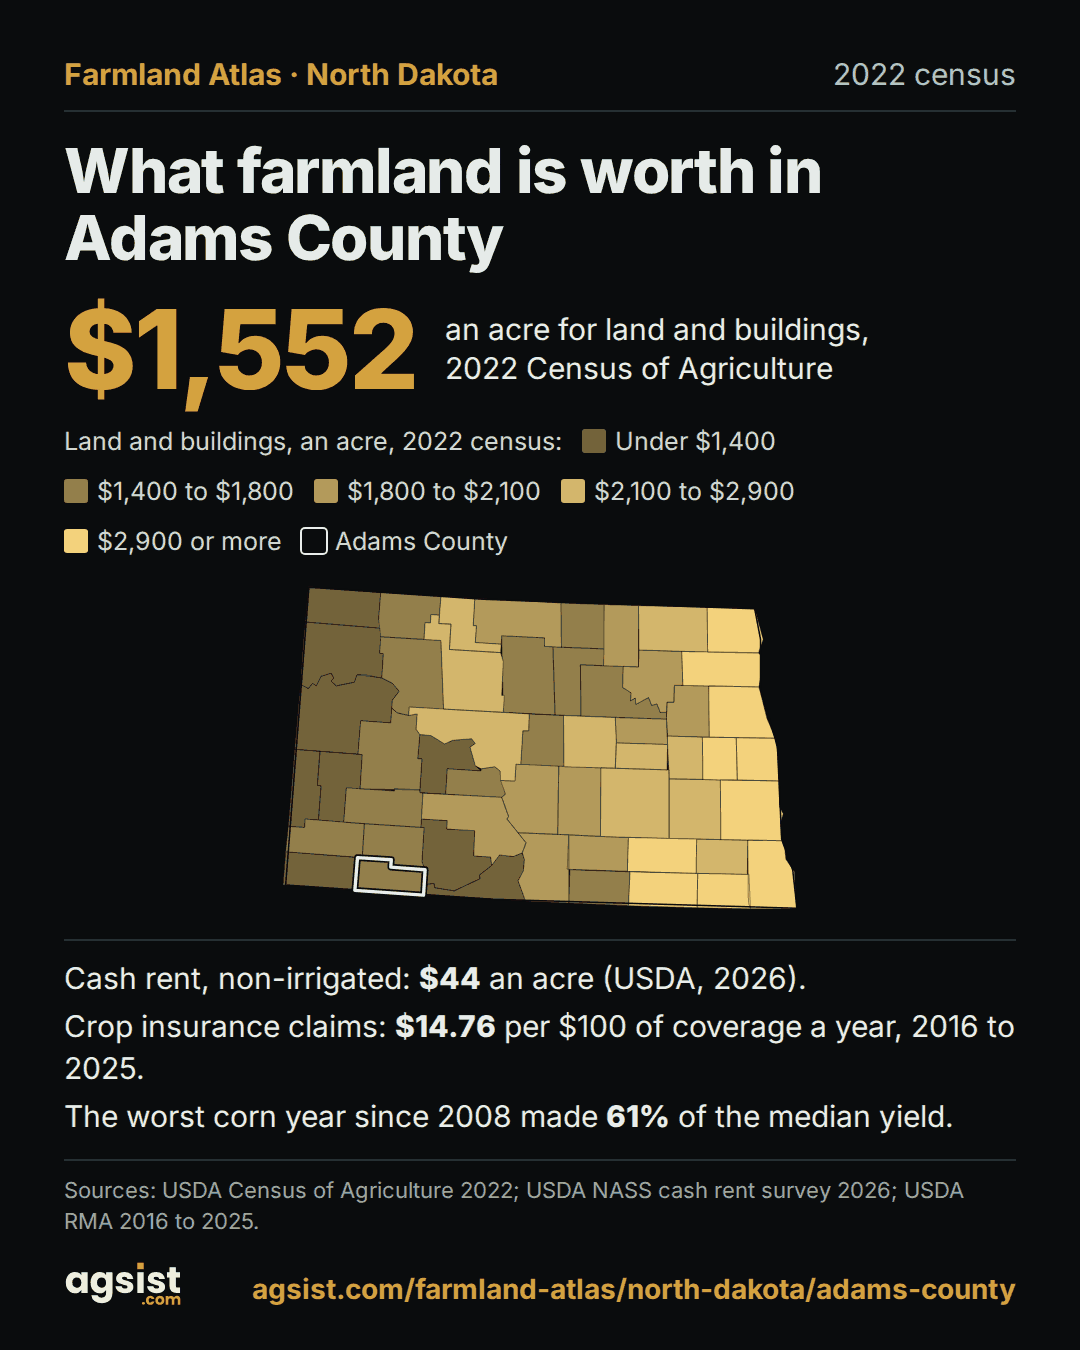 Farmland Atlas · North Dakota
2022 census
What farmland is worth in
Adams County
$1,552
an acre for land and buildings,
2022 Census of Agriculture
Land and buildings, an acre, 2022 census: Under $1,400
$1,400 to $1,800 $1,800 to $2,100 $2,100 to $2,900
$2,900 or more Adams County
Cash rent, non-irrigated: $44 an acre (USDA, 2026).
Crop insurance claims: $14.76 per $100 of coverage a year, 2016 to
2025.
The worst corn year since 2008 made 61% of the median yield.
Sources: USDA Census of Agriculture 2022; USDA NASS cash rent survey 2026; USDA
RMA 2016 to 2025.
agsist.com
agsist.com/farmland-atlas/north-dakota/adams-county